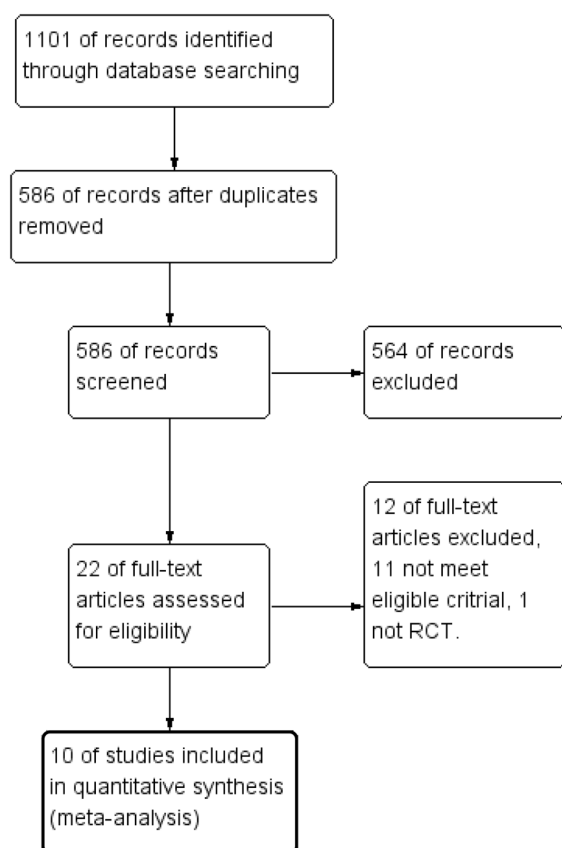 1101 of records identified
through database searching
586 of records after duplicates
removed
586 of records
screened
564 of records
excluded
22 of full-text
articles assessed
for eligibility
12 of full-text
articles excluded,
11 not meet
eligible critrial, 1
not RCT.
10 of studies included
in quantitative synthesis
(meta-analysis)